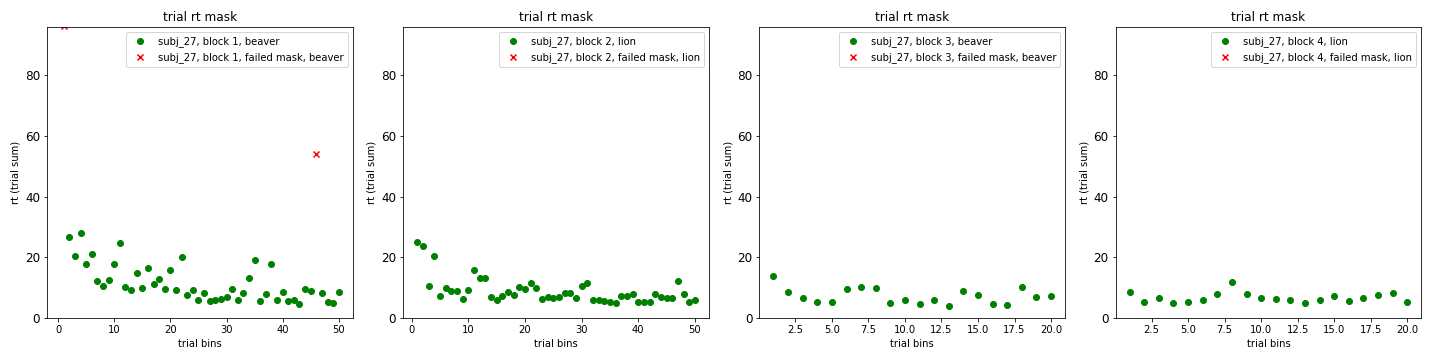 trial rt mask
subj_27, block 1, beaver
subj_27, block 1, failed mask, beaver
rt (trial sum)
80
60
40
20
0
0 10 20 30 40 50
trial bins
trial rt mask
subj_27, block 2, lion
subj_27, block 2, failed mask, lion
rt (trial sum)
80
60
40
20
0
0 10 20 30 40 50
trial bins
trial rt mask
subj_27, block 3, beaver
subj_27, block 3, failed mask, beaver
rt (trial sum)
80
60
40
20
0
2.5 5.0 7.5 10.0 12.5 15.0 17.5 20.0
trial bins
trial rt mask
subj_27, block 4, lion
subj_27, block 4, failed mask, lion
rt (trial sum)
80
60
40
20
0
2.5 5.0 7.5 10.0 12.5 15.0 17.5 20.0
trial bins